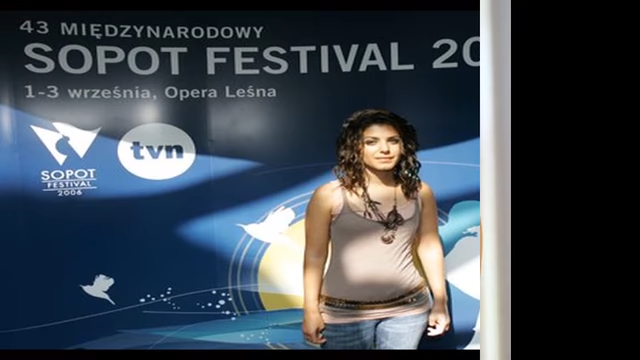 43 MIĘDZYNARODOWY
SOPOT FESTIVAL 20
1-3 września, Opera Leśna
tvn
SOPOT
FESTIVAL
2006